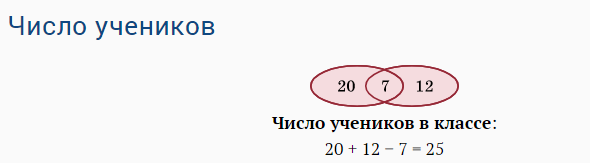 Число учеников
20 7 12
Число учеников в классе:
20 + 12 − 7 = 25